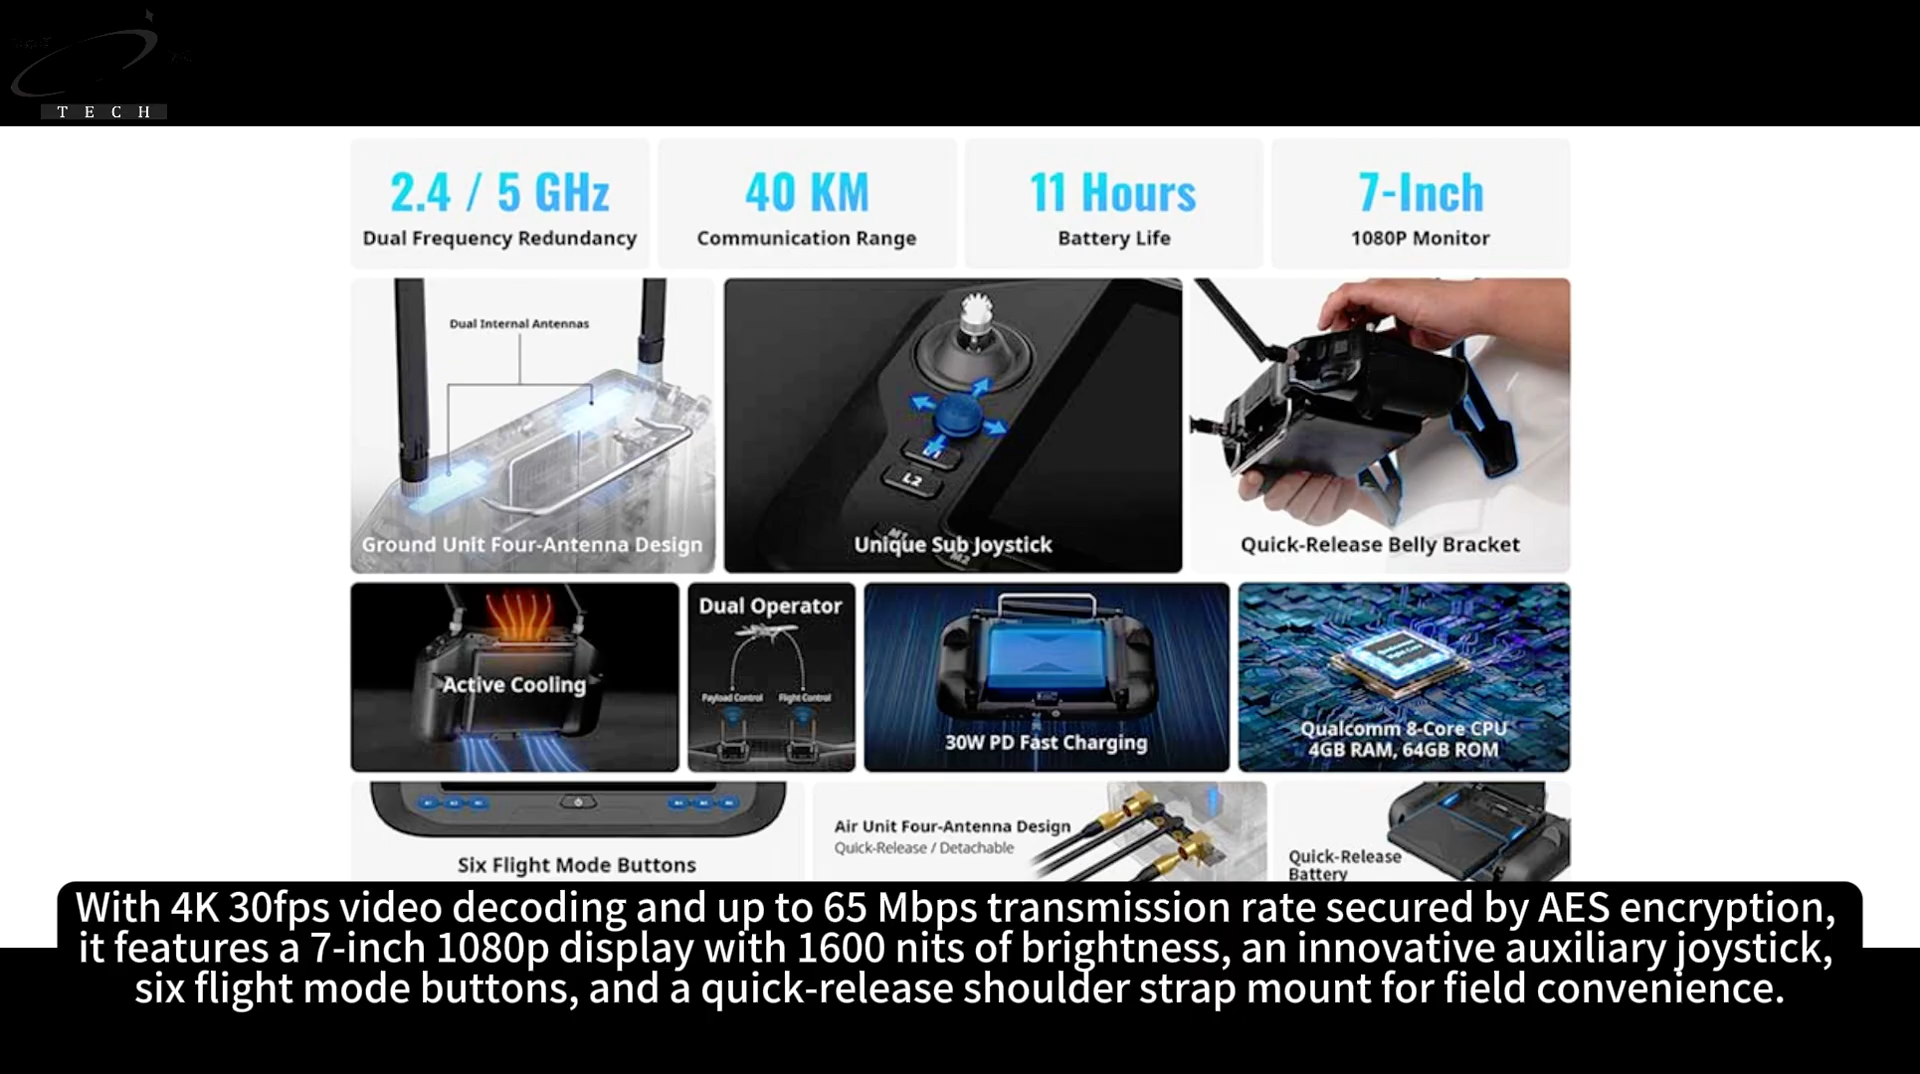 TECH
2.4 / 5 GHz
Dual Frequency Redundancy
40 KM
Communication Range
11 Hours
Battery Life
7-Inch
1080P Monitor
Dual Internal Antennas
Ground Unit Four-Antenna Design
L1
L2
M1
M2
Unique Sub Joystick
Quick-Release Belly Bracket
Active Cooling
Dual Operator
Payload Control
Flight Control
30W PD Fast Charging
Qualcomm 8-Core CPU
4GB RAM, 64GB ROM
Six Flight Mode Buttons
Air Unit Four-Antenna Design
Quick-Release / Detachable
Quick-Release
Battery
With 4K 30fps video decoding and up to 65 Mbps transmission rate secured by AES encryption,
it features a 7-inch 1080p display with 1600 nits of brightness, an innovative auxiliary joystick,
six flight mode buttons, and a quick-release shoulder strap mount for field convenience.